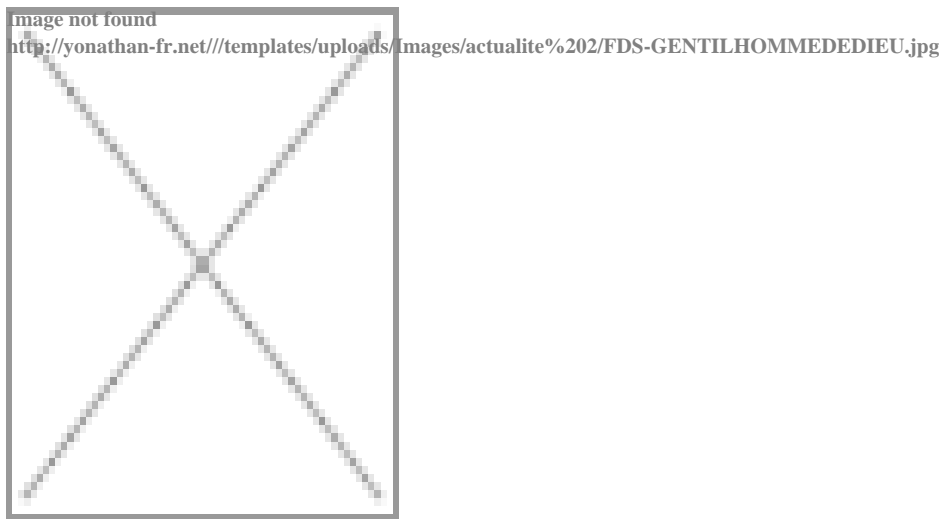 Image not found
http://yonathan-fr.net///templates/uploads/Images/actualite%202/FDS-GENTILHOMMEDEDIEU.jpg